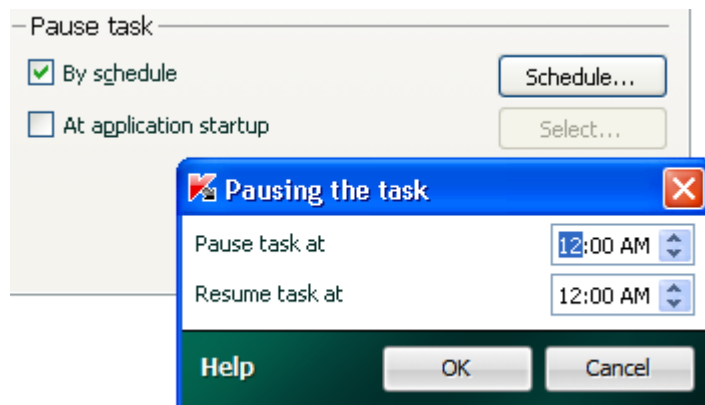 Pause task
By schedule
Schedule...
At application startup
Select...
Pausing the task
Pause task at
12:00 AM
Resume task at
12:00 AM
Help
OK
Cancel